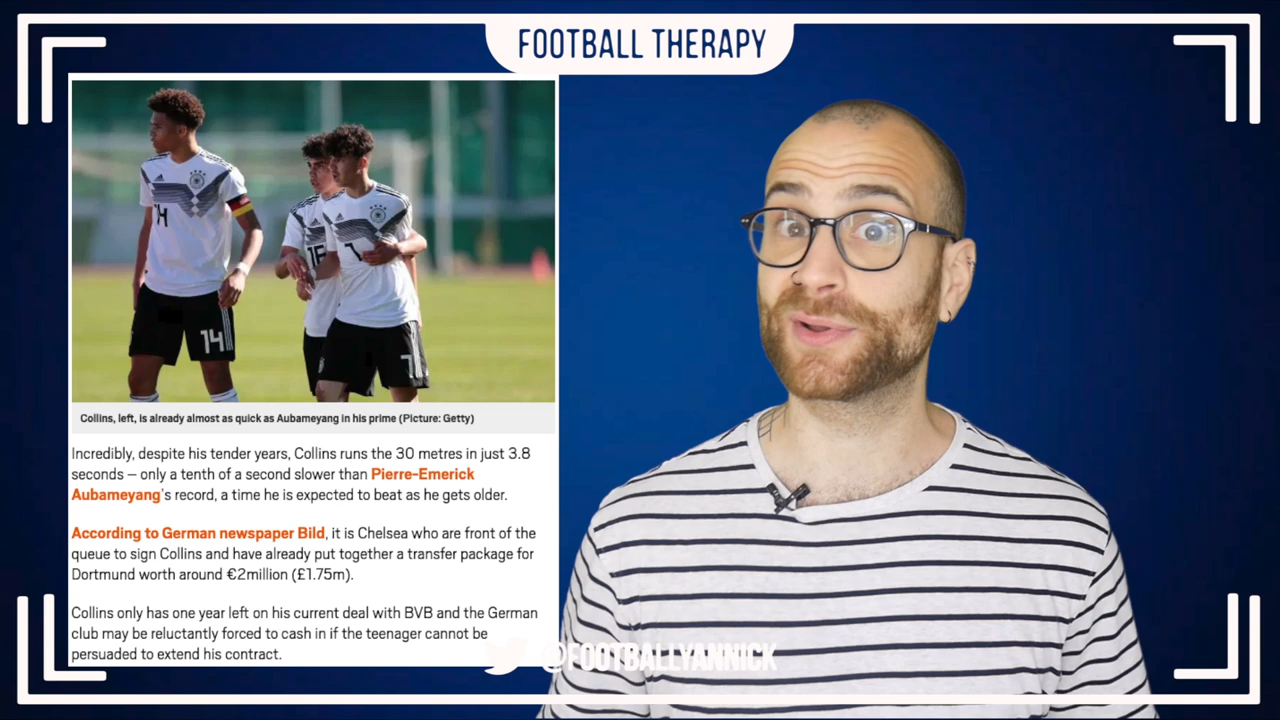 FOOTBALL THERAPY
14
16
1
14
7
Collins, left, is already almost as quick as Aubameyang in his prime (Picture: Getty)
Incredibly, despite his tender years, Collins runs the 30 metres in just 3.8
seconds – only a tenth of a second slower than Pierre-Emerick
Aubameyang's record, a time he is expected to beat as he gets older.
According to German newspaper Bild, it is Chelsea who are front of the
queue to sign Collins and have already put together a transfer package for
Dortmund worth around €2million (£1.75m).
Collins only has one year left on his current deal with BVB and the German
club may be reluctantly forced to cash in if the teenager cannot be
persuaded to extend his contract.
@FOOTBALLYANNICK